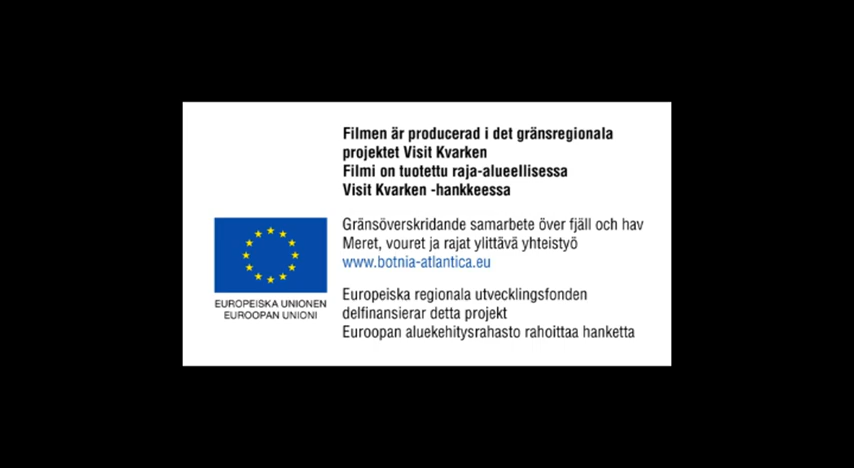 Filmen är producerad i det gränsregionala
projektet Visit Kvarken
Filmi on tuotettu raja-alueellisessa
Visit Kvarken -hankkeessa
Gränsöverskridande samarbete över fjäll och hav
Meret, vouret ja rajat ylittävä yhteistyö
www.botnia-atlantica.eu
EUROPEISKA UNIONEN
EUROOPAN UNIONI
Europeiska regionala utvecklingsfonden
delfinansierar detta projekt
Euroopan aluekehitysrahasto rahoittaa hanketta